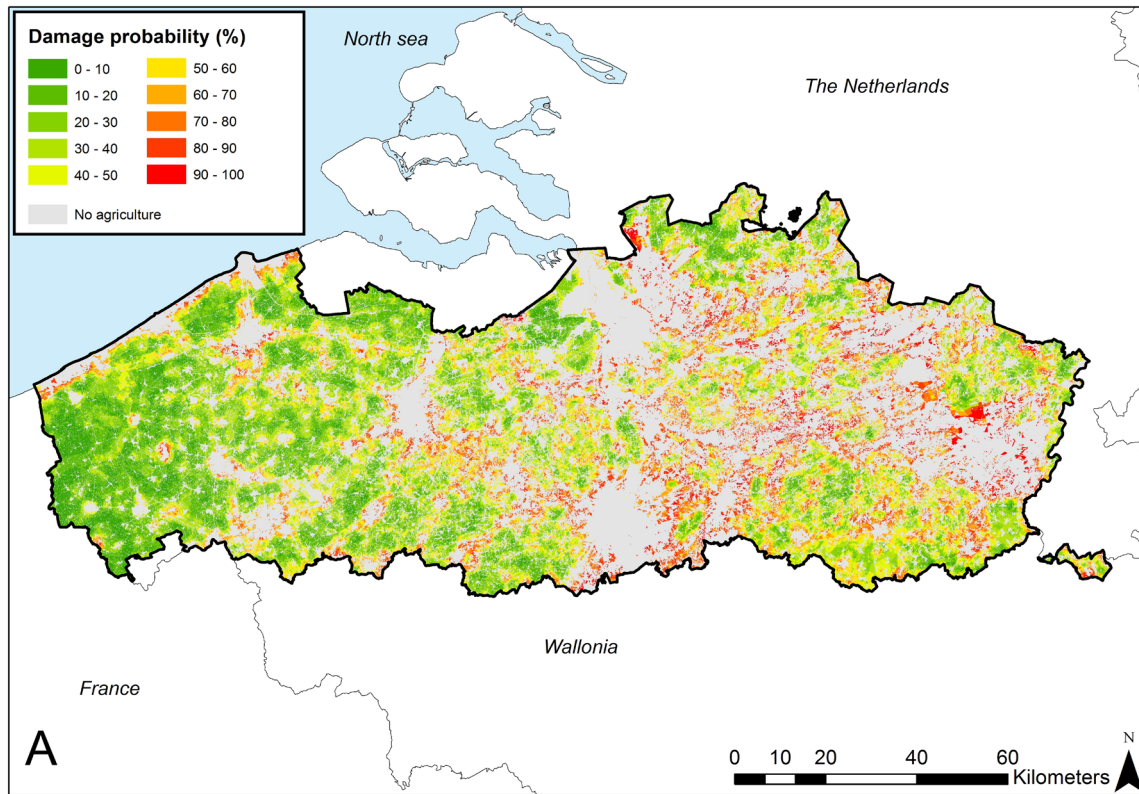 Damage probability (%)
0 - 10
10 - 20
20 - 30
30 - 40
40 - 50
50 - 60
60 - 70
70 - 80
80 - 90
90 - 100
No agriculture
North sea
The Netherlands
Wallonia
France
A
0 10 20 40 60
Kilometers
N